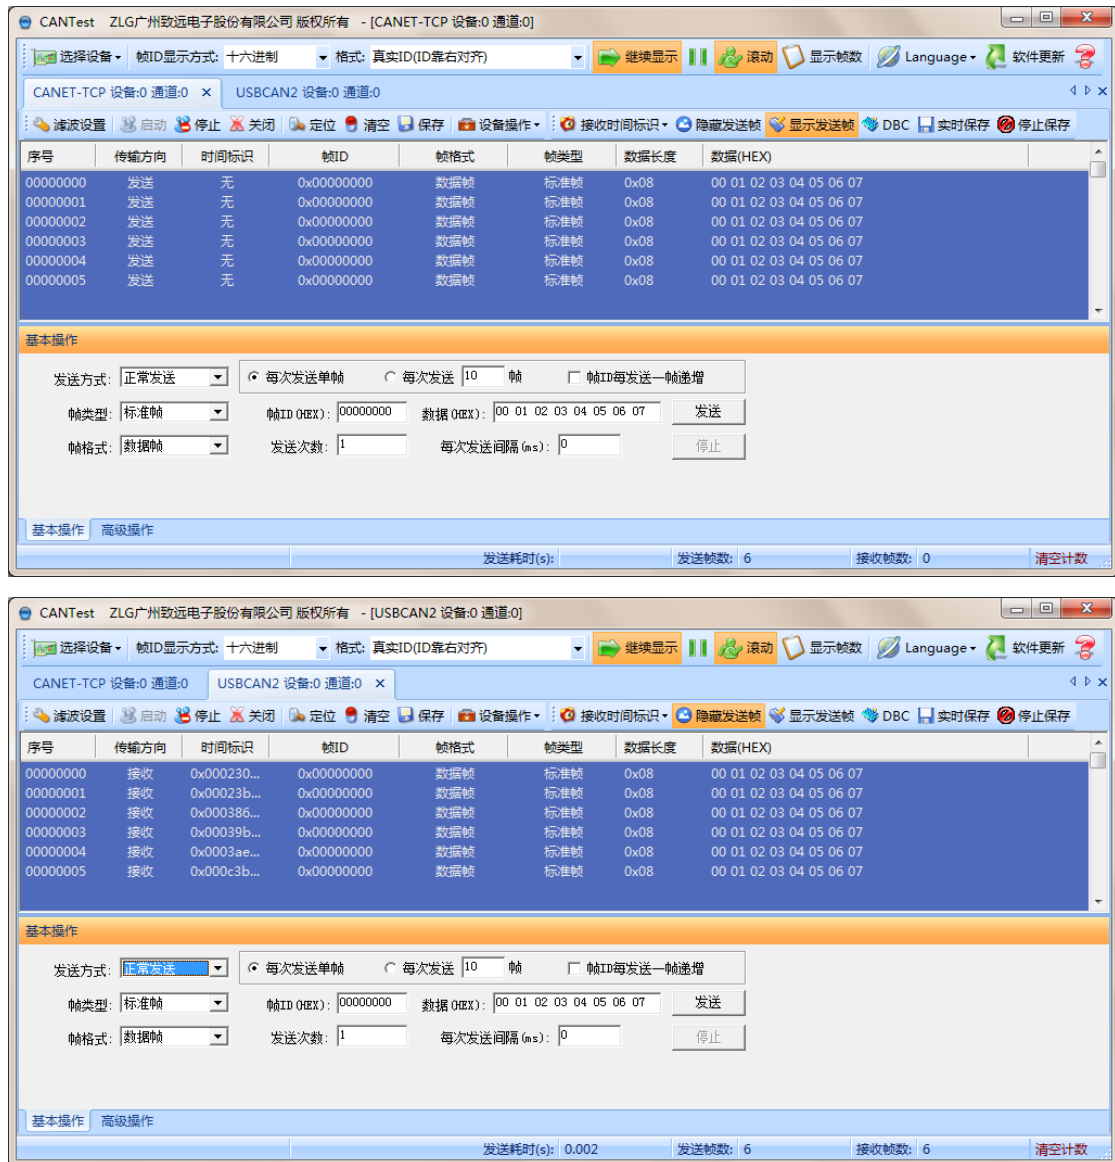 CANTest ZLG广州致远电子股份有限公司 版权所有 - [CANET-TCP 设备:0 通道:0]
选择设备 帧ID显示方式: 十六进制 格式: 真实ID(ID靠右对齐) 继续显示 滚动 显示帧数 Language 软件更新
CANET-TCP 设备:0 通道:0 × USBCAN2 设备:0 通道:0
滤波设置 启动 停止 关闭 定位 清空 保存 设备操作 接收时间标识 隐藏发送帧 显示发送帧 DBC 实时保存 停止保存
序号 传输方向 时间标识 帧ID 帧格式 帧类型 数据长度 数据(HEX)
00000000 发送 无 0x00000000 数据帧 标准帧 0x08 00 01 02 03 04 05 06 07
00000001 发送 无 0x00000000 数据帧 标准帧 0x08 00 01 02 03 04 05 06 07
00000002 发送 无 0x00000000 数据帧 标准帧 0x08 00 01 02 03 04 05 06 07
00000003 发送 无 0x00000000 数据帧 标准帧 0x08 00 01 02 03 04 05 06 07
00000004 发送 无 0x00000000 数据帧 标准帧 0x08 00 01 02 03 04 05 06 07
00000005 发送 无 0x00000000 数据帧 标准帧 0x08 00 01 02 03 04 05 06 07
基本操作
发送方式: 正常发送 每次发送单帧 每次发送 10 帧 帧ID每发送一帧递增
帧类型: 标准帧 帧ID(HEX): 00000000 数据(HEX): 00 01 02 03 04 05 06 07 发送
帧格式: 数据帧 发送次数: 1 每次发送间隔(ms): 0 停止
基本操作 高级操作
发送耗时(s): 发送帧数: 6 接收帧数: 0 清空计数
CANTest ZLG广州致远电子股份有限公司 版权所有 - [USBCAN2 设备:0 通道:0]
选择设备 帧ID显示方式: 十六进制 格式: 真实ID(ID靠右对齐) 继续显示 滚动 显示帧数 Language 软件更新
CANET-TCP 设备:0 通道:0 USBCAN2 设备:0 通道:0 ×
滤波设置 启动 停止 关闭 定位 清空 保存 设备操作 接收时间标识 隐藏发送帧 显示发送帧 DBC 实时保存 停止保存
序号 传输方向 时间标识 帧ID 帧格式 帧类型 数据长度 数据(HEX)
00000000 接收 0x000230... 0x00000000 数据帧 标准帧 0x08 00 01 02 03 04 05 06 07
00000001 接收 0x00023b... 0x00000000 数据帧 标准帧 0x08 00 01 02 03 04 05 06 07
00000002 接收 0x000386... 0x00000000 数据帧 标准帧 0x08 00 01 02 03 04 05 06 07
00000003 接收 0x00039b... 0x00000000 数据帧 标准帧 0x08 00 01 02 03 04 05 06 07
00000004 接收 0x0003ae... 0x00000000 数据帧 标准帧 0x08 00 01 02 03 04 05 06 07
00000005 接收 0x000c3b... 0x00000000 数据帧 标准帧 0x08 00 01 02 03 04 05 06 07
基本操作
发送方式: 正常发送 每次发送单帧 每次发送 10 帧 帧ID每发送一帧递增
帧类型: 标准帧 帧ID(HEX): 00000000 数据(HEX): 00 01 02 03 04 05 06 07 发送
帧格式: 数据帧 发送次数: 1 每次发送间隔(ms): 0 停止
基本操作 高级操作
发送耗时(s): 0.002 发送帧数: 6 接收帧数: 6 清空计数